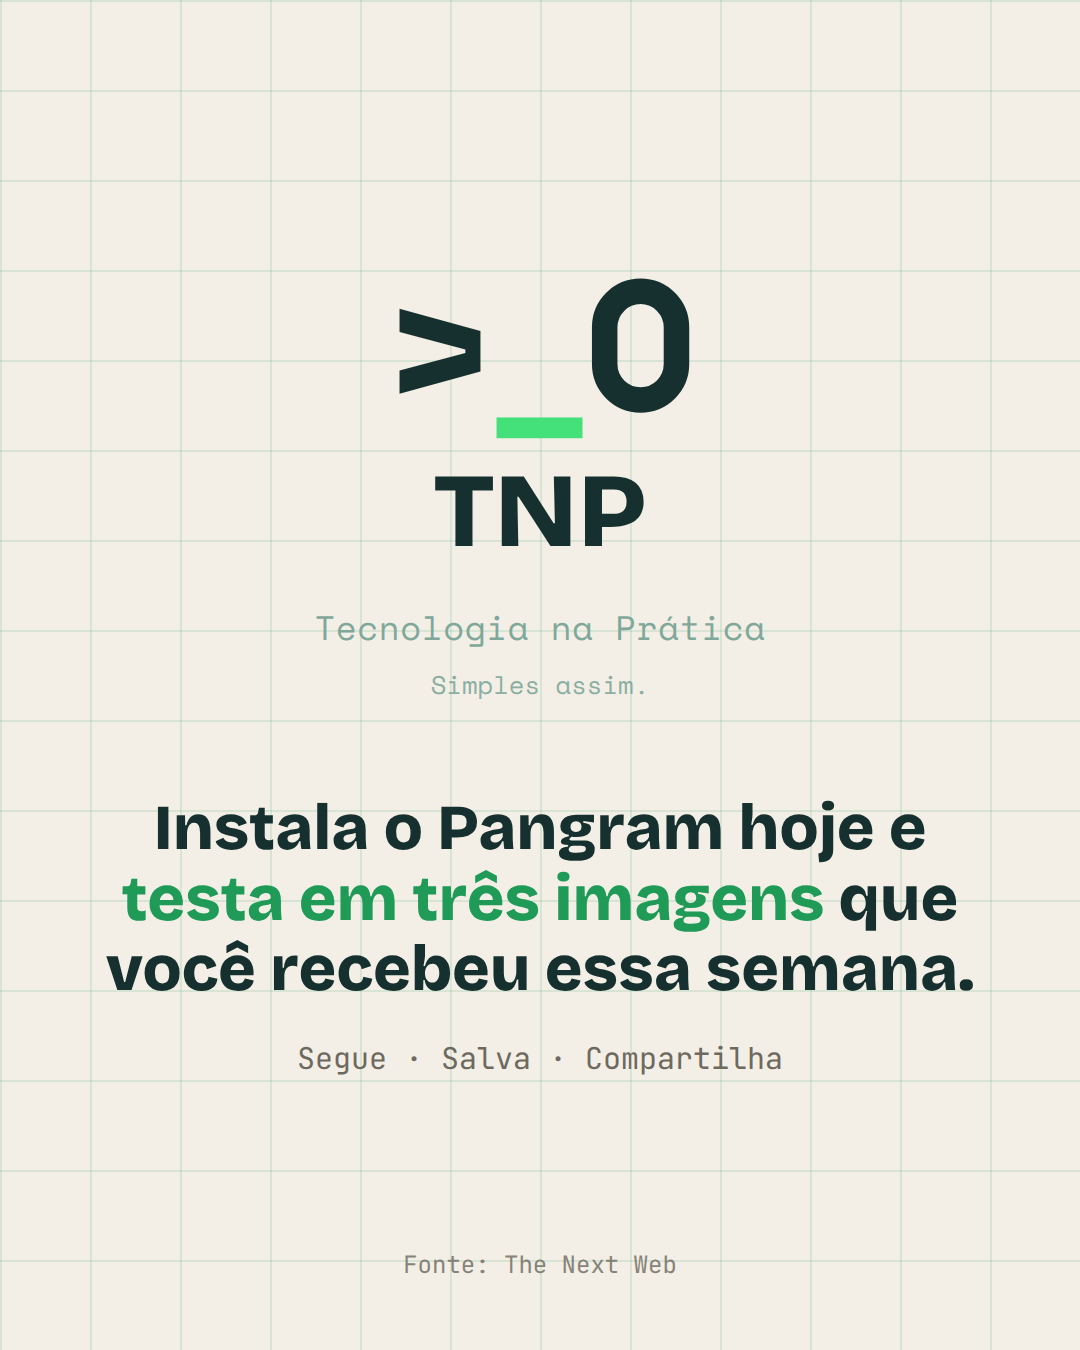 >_0
TNP
Tecnologia na Prática
Simples assim.
Instala o Pangram hoje e
testa em três imagens que
você recebeu essa semana.
Segue · Salva · Compartilha
Fonte: The Next Web